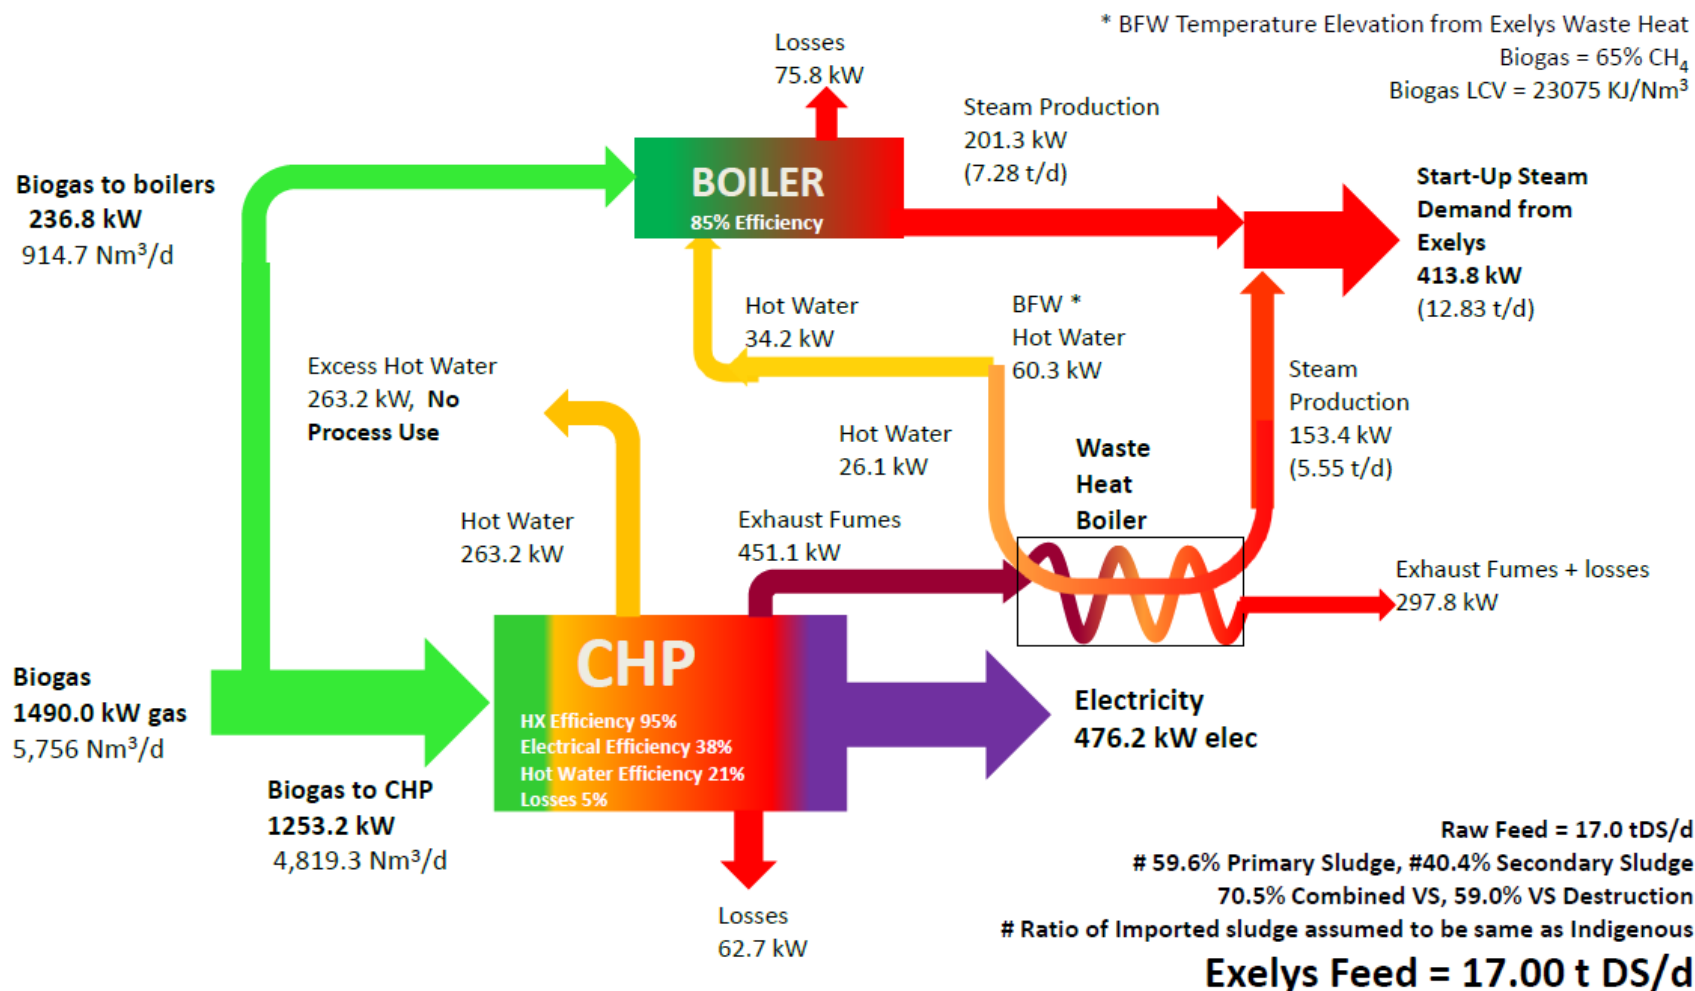 * BFW Temperature Elevation from Exelys Waste Heat
Biogas = 65% CH₄
Biogas LCV = 23075 KJ/Nm³
Losses
75.8 kW
Steam Production
201.3 kW
(7.28 t/d)
Biogas to boilers
236.8 kW
914.7 Nm³/d
BOILER
85% Efficiency
Start-Up Steam
Demand from
Exelys
413.8 kW
(12.83 t/d)
Hot Water
34.2 kW
BFW *
Hot Water
60.3 kW
Excess Hot Water
263.2 kW, No
Process Use
Steam
Production
153.4 kW
(5.55 t/d)
Hot Water
26.1 kW
Waste
Heat
Boiler
Hot Water
263.2 kW
Exhaust Fumes
451.1 kW
Exhaust Fumes + losses
297.8 kW
Biogas
1490.0 kW gas
5,756 Nm³/d
CHP
HX Efficiency 95%
Electrical Efficiency 38%
Hot Water Efficiency 21%
Losses 5%
Electricity
476.2 kW elec
Biogas to CHP
1253.2 kW
4,819.3 Nm³/d
Losses
62.7 kW
Raw Feed = 17.0 tDS/d
# 59.6% Primary Sludge, #40.4% Secondary Sludge
70.5% Combined VS, 59.0% VS Destruction
# Ratio of Imported sludge assumed to be same as Indigenous
Exelys Feed = 17.00 t DS/d